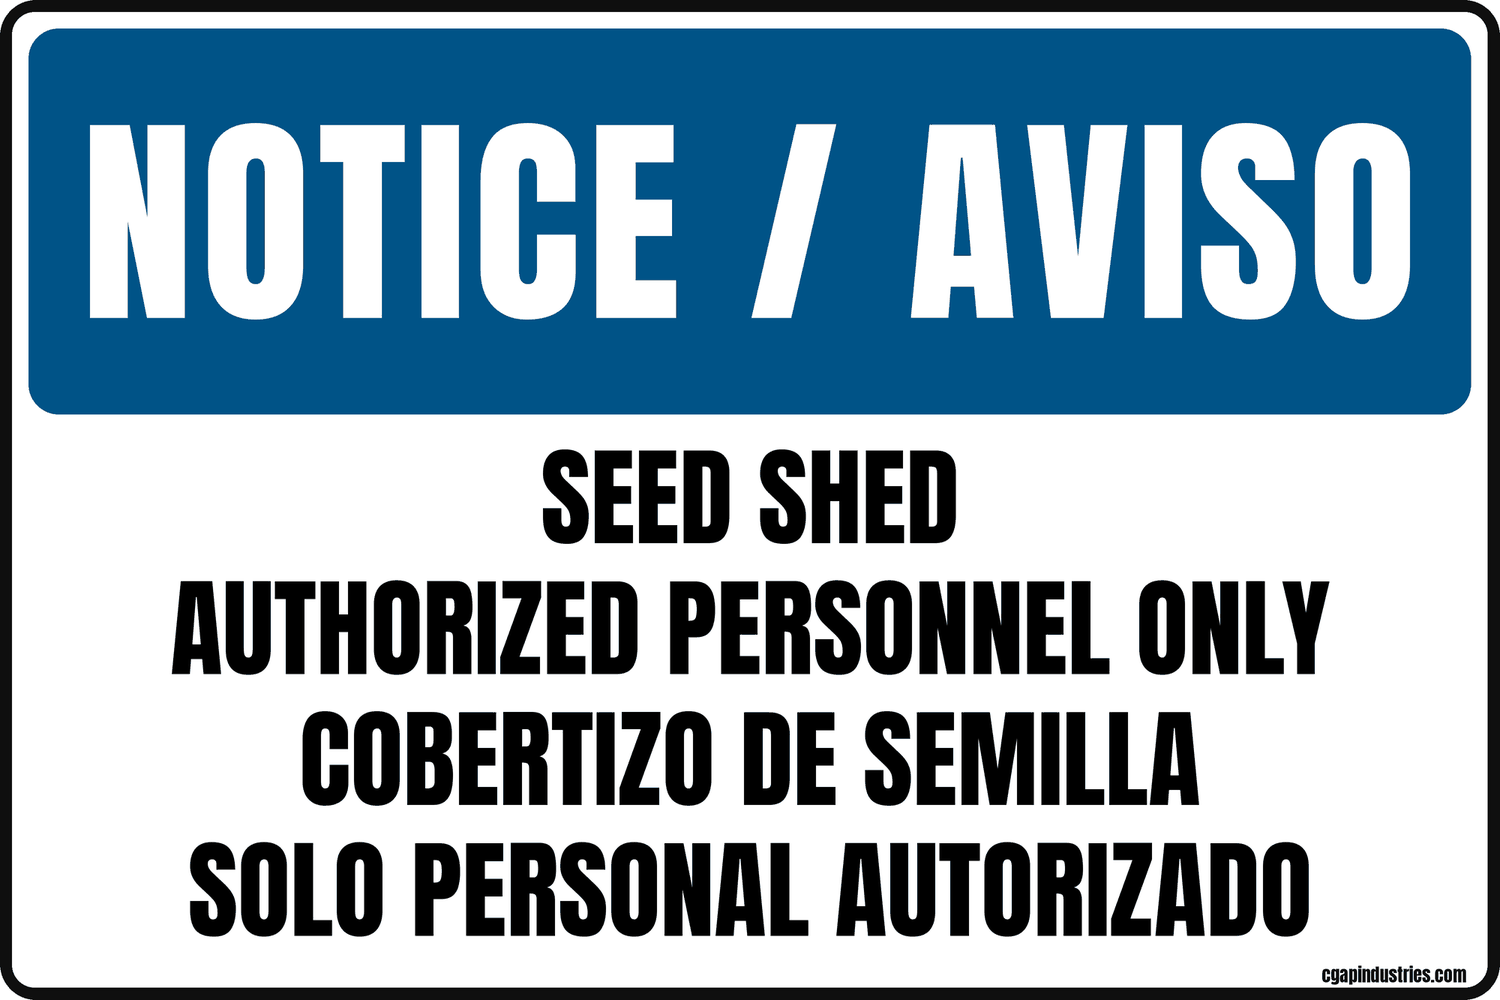 NOTICE / AVISO
SEED SHED
AUTHORIZED PERSONNEL ONLY
COBERTIZO DE SEMILLA
SOLO PERSONAL AUTORIZADO
cgapindustries.com